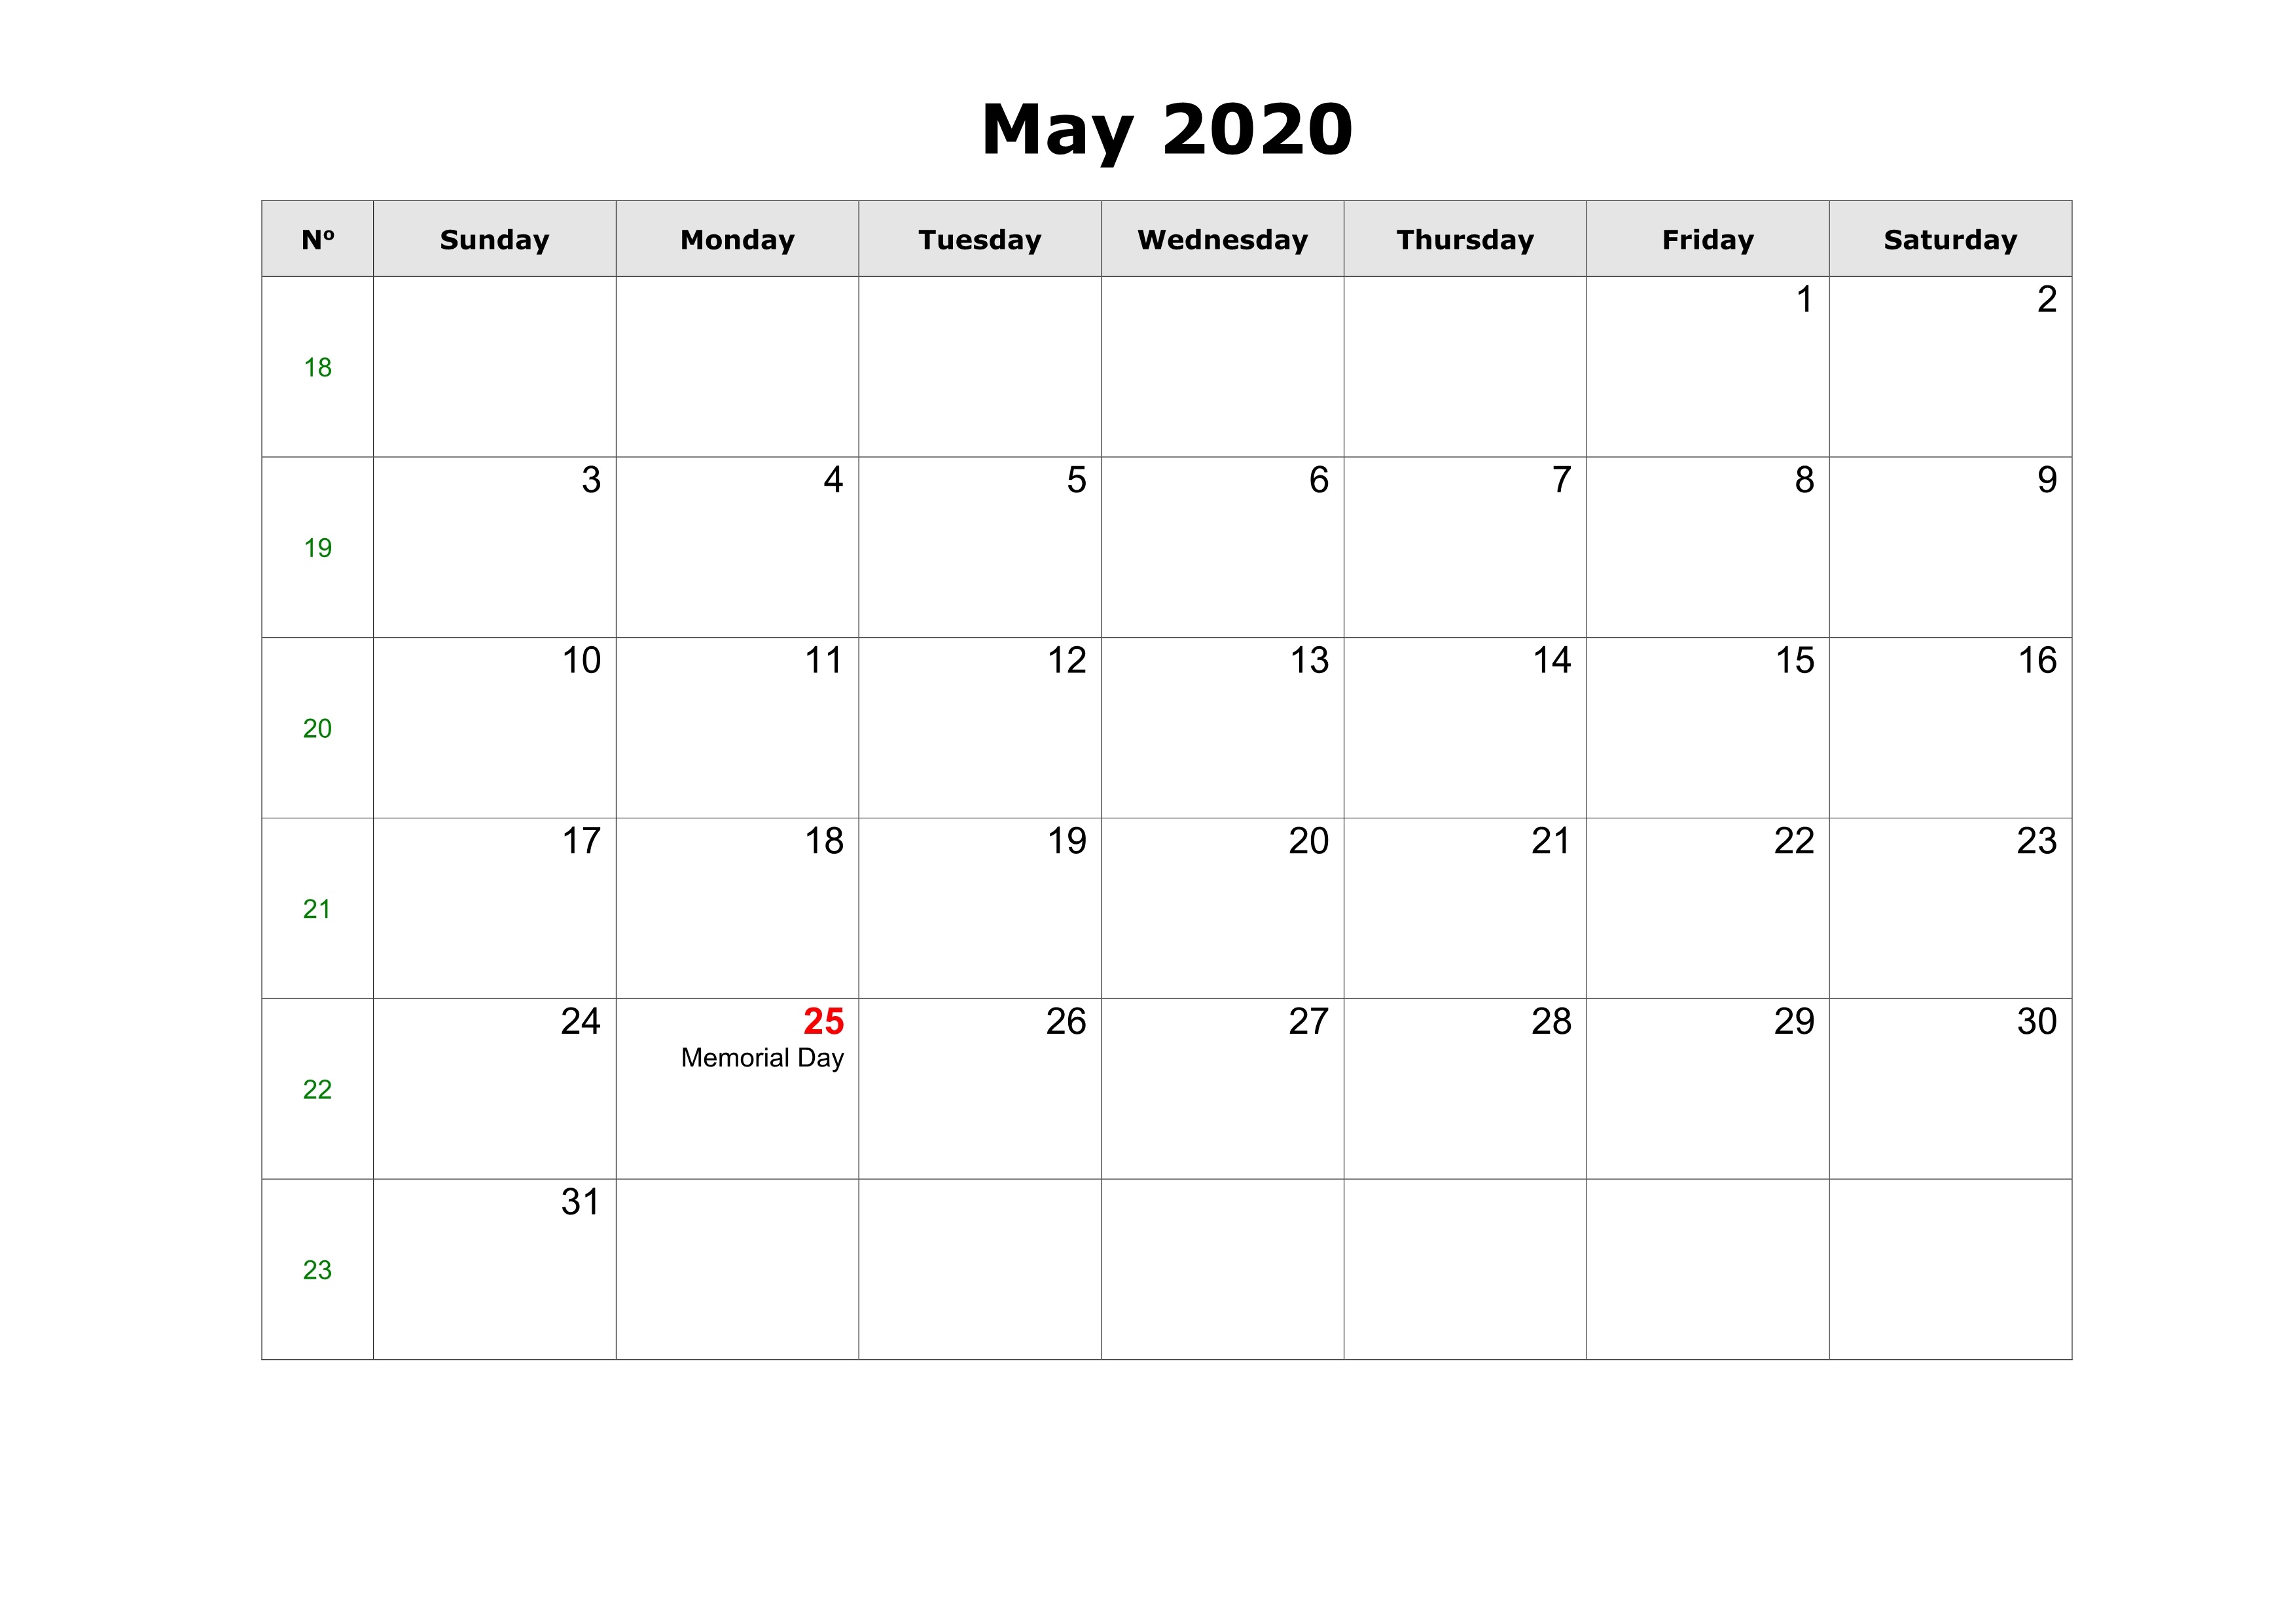 May 2020
Nº Sunday Monday Tuesday Wednesday Thursday Friday Saturday
1 2
18
3 4 5 6 7 8 9
19
10 11 12 13 14 15 16
20
17 18 19 20 21 22 23
21
24 25 26 27 28 29 30
Memorial Day
22
31
23